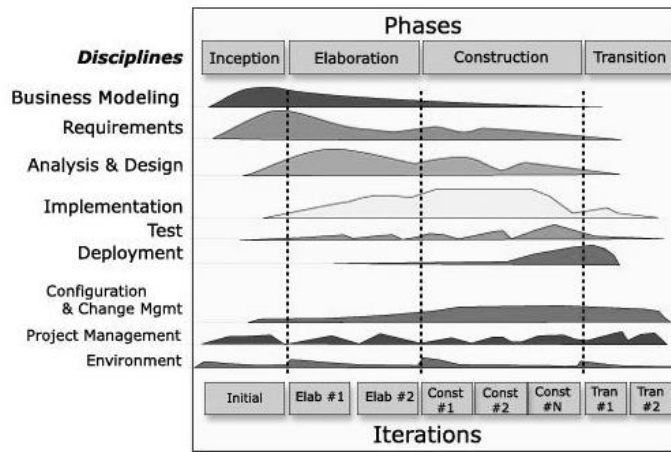 Phases
Disciplines
Inception
Elaboration
Construction
Transition
Business Modeling
Requirements
Analysis & Design
Implementation
Test
Deployment
Configuration
& Change Mgmt
Project Management
Environment
Initial
Elab #1
Elab #2
Const
#1
Const
#2
Const
#N
Tran
#1
Tran
#2
Iterations